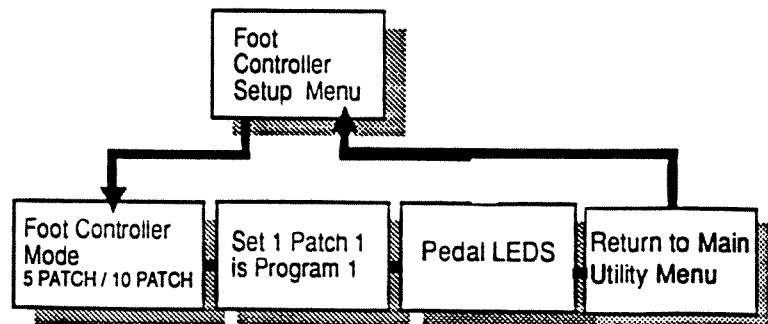 Foot
Controller
Setup Menu
Foot Controller
Mode
5 PATCH / 10 PATCH
Set 1 Patch 1
is Program 1
Pedal LEDS
Return to Main
Utility Menu